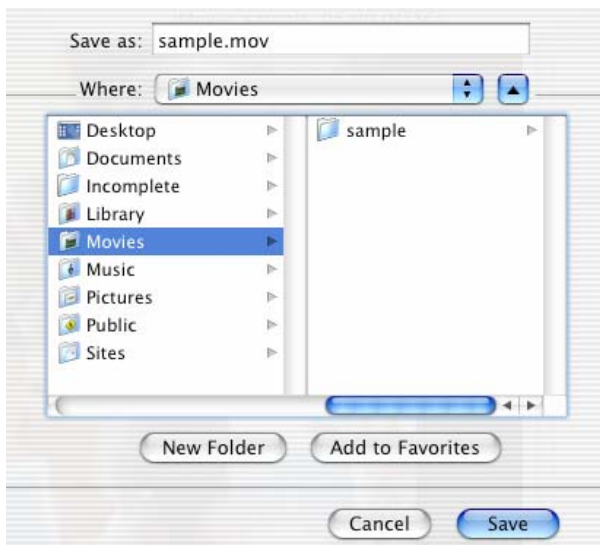 Save as: sample.mov
Where: Movies
Desktop
Documents
Incomplete
Library
Movies
Music
Pictures
Public
Sites
sample
New Folder Add to Favorites
Cancel Save